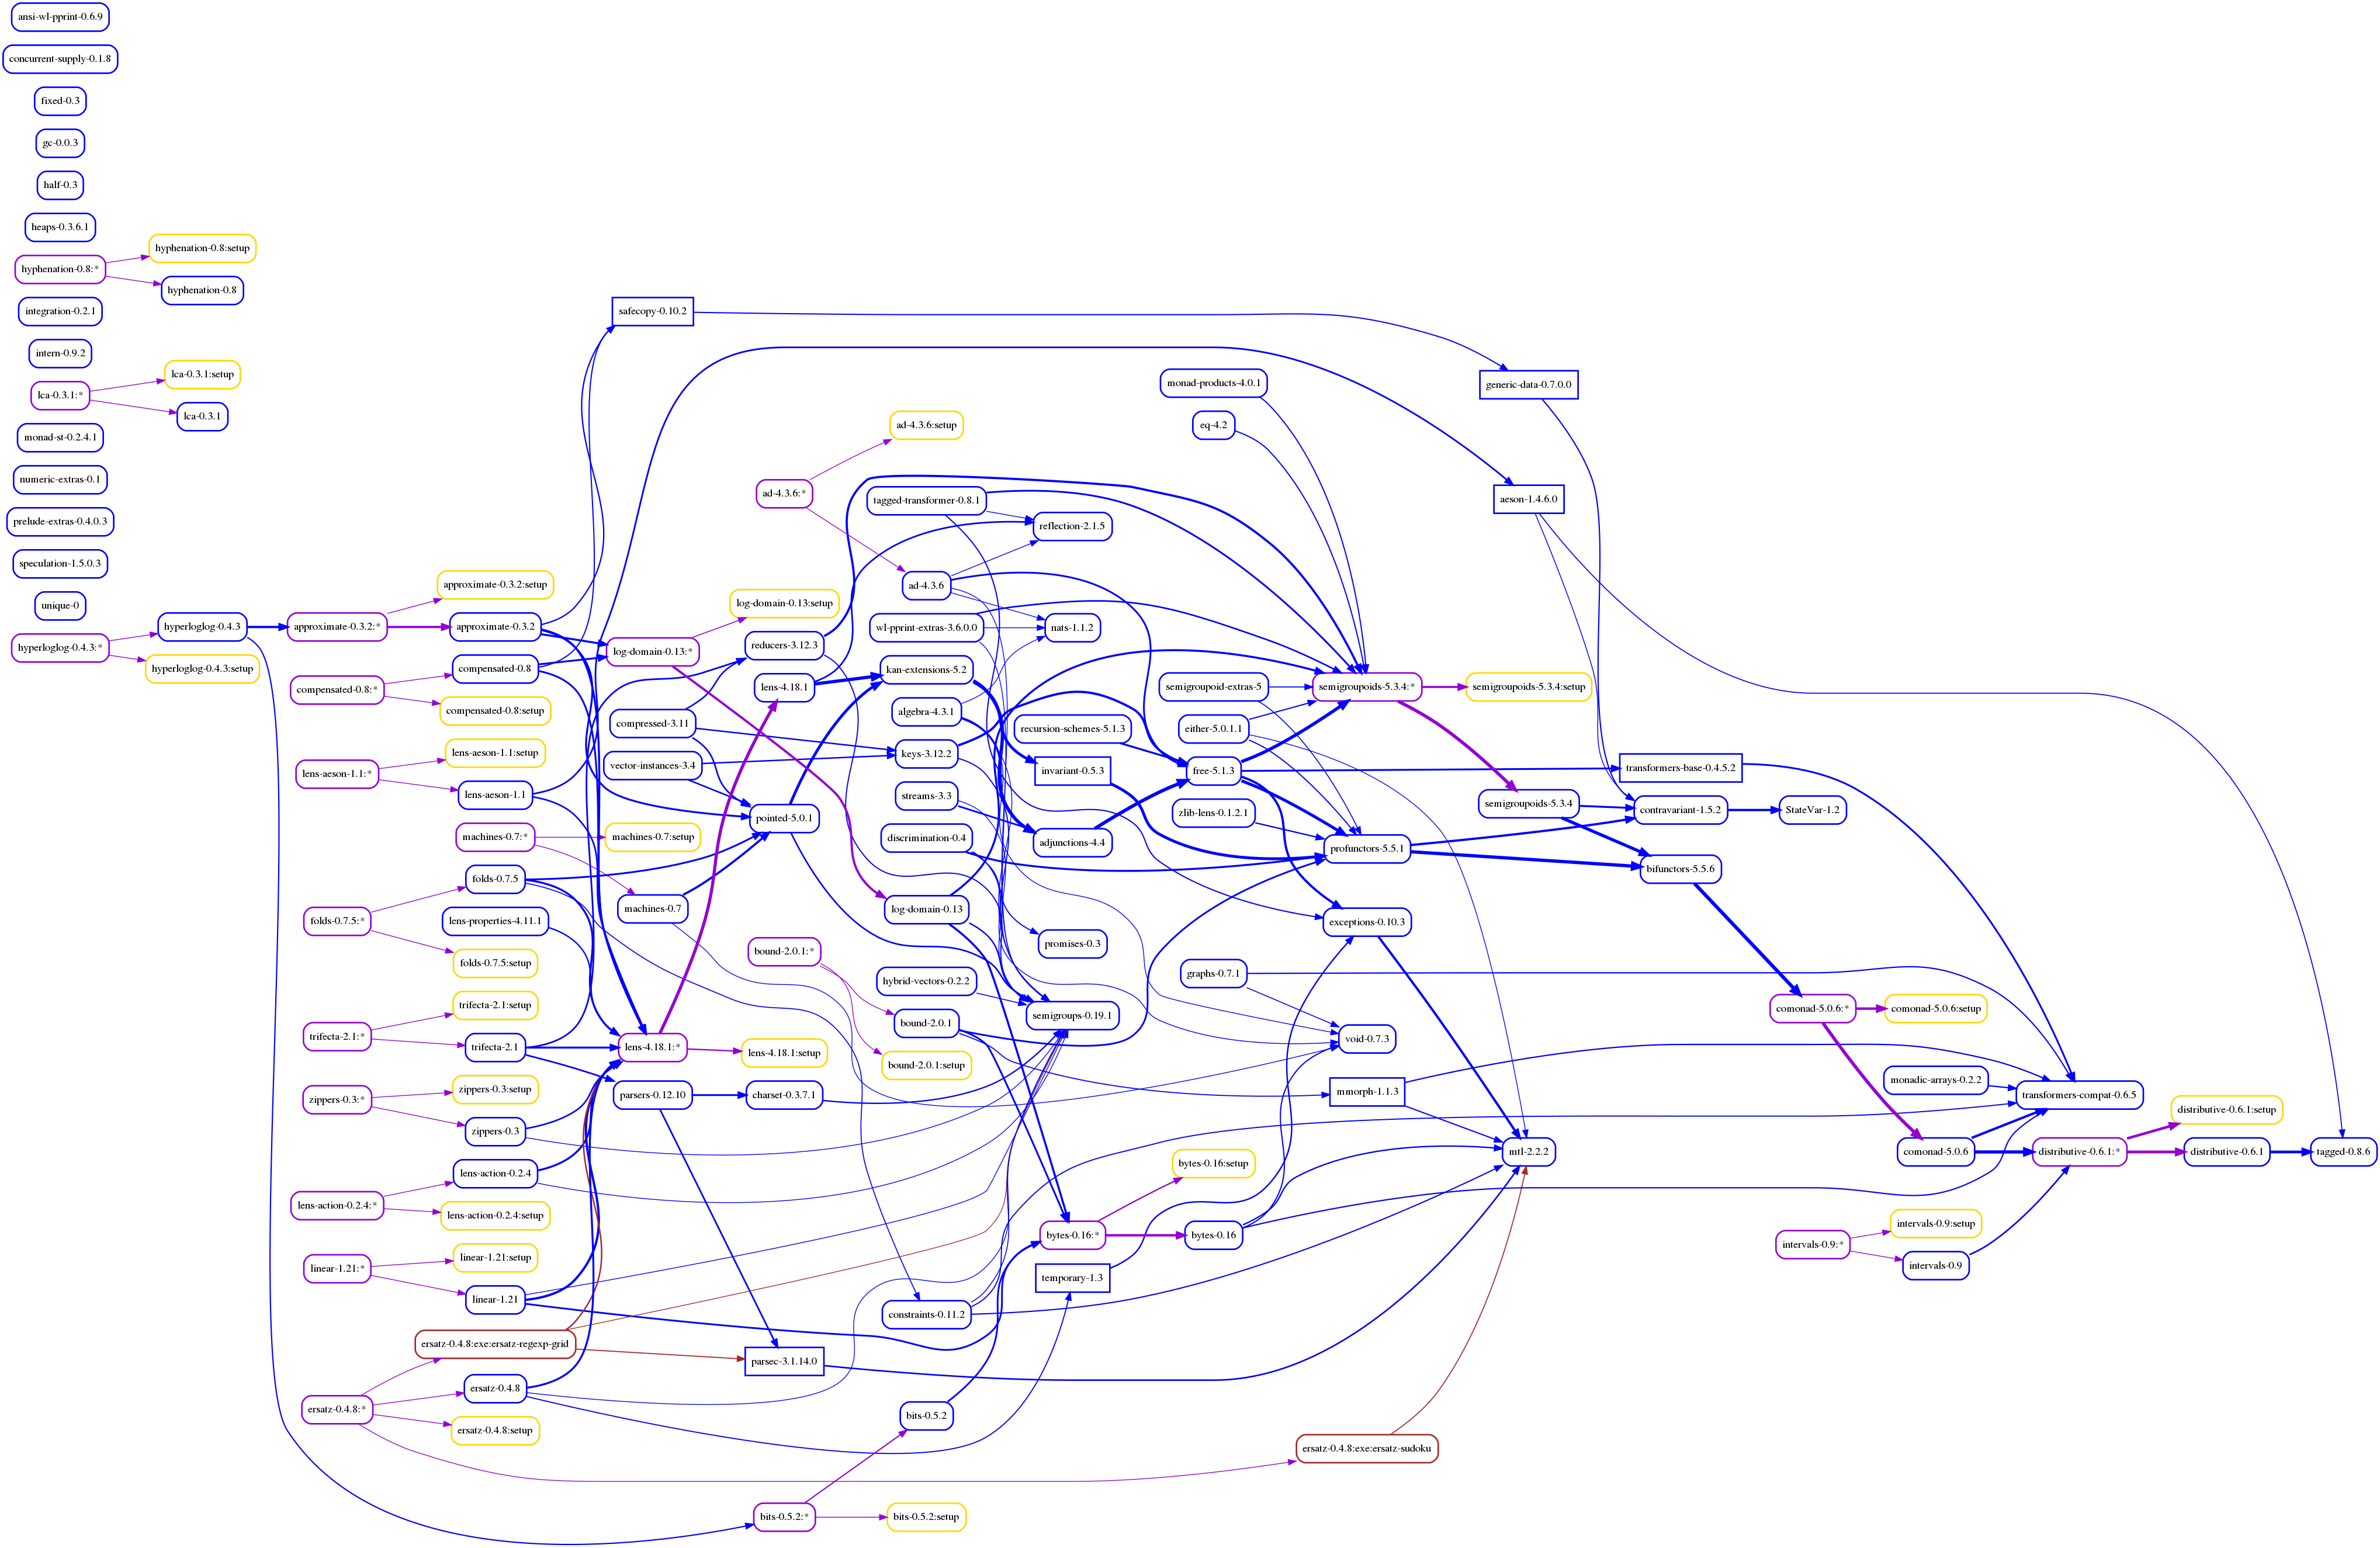 ansi-wl-pprint-0.6.9
concurrent-supply-0.1.8
fixed-0.3
gc-0.0.3
half-0.3
heaps-0.3.6.1
hyphenation-0.8:setup
hyphenation-0.8:*
hyphenation-0.8
integration-0.2.1
intern-0.9.2
lca-0.3.1:setup
lca-0.3.1:*
lca-0.3.1
monad-st-0.2.4.1
numeric-extras-0.1
prelude-extras-0.4.0.3
speculation-1.5.0.3
unique-0
hyperloglog-0.4.3
hyperloglog-0.4.3:*
hyperloglog-0.4.3:setup
approximate-0.3.2:setup
approximate-0.3.2:*
approximate-0.3.2
compensated-0.8
compensated-0.8:*
compensated-0.8:setup
lens-aeson-1.1:setup
lens-aeson-1.1:*
lens-aeson-1.1
machines-0.7:*
machines-0.7:setup
folds-0.7.5
folds-0.7.5:*
lens-properties-4.11.1
folds-0.7.5:setup
trifecta-2.1:setup
trifecta-2.1:*
trifecta-2.1
zippers-0.3:setup
zippers-0.3:*
zippers-0.3
lens-action-0.2.4
lens-action-0.2.4:*
lens-action-0.2.4:setup
linear-1.21:setup
linear-1.21:*
linear-1.21
ersatz-0.4.8:exe:ersatz-regexp-grid
ersatz-0.4.8
ersatz-0.4.8:*
ersatz-0.4.8:setup
safecopy-0.10.2
log-domain-0.13:setup
log-domain-0.13:*
reducers-3.12.3
lens-4.18.1
compressed-3.11
vector-instances-3.4
pointed-5.0.1
machines-0.7
bound-2.0.1:*
lens-4.18.1:*
lens-4.18.1:setup
parsers-0.12.10
charset-0.3.7.1
parsec-3.1.14.0
bits-0.5.2:*
bits-0.5.2:setup
bits-0.5.2
ad-4.3.6:setup
ad-4.3.6:*
tagged-transformer-0.8.1
reflection-2.1.5
ad-4.3.6
wl-pprint-extras-3.6.0.0
nats-1.1.2
kan-extensions-5.2
algebra-4.3.1
recursion-schemes-5.1.3
keys-3.12.2
invariant-0.5.3
streams-3.3
discrimination-0.4
adjunctions-4.4
log-domain-0.13
promises-0.3
hybrid-vectors-0.2.2
semigroups-0.19.1
bound-2.0.1
bound-2.0.1:setup
constraints-0.11.2
bytes-0.16:setup
bytes-0.16:*
bytes-0.16
temporary-1.3
monad-products-4.0.1
eq-4.2
semigroupoid-extras-5
semigroupoids-5.3.4:*
semigroupoids-5.3.4:setup
either-5.0.1.1
free-5.1.3
zlib-lens-0.1.2.1
profunctors-5.5.1
exceptions-0.10.3
graphs-0.7.1
void-0.7.3
mmorph-1.1.3
mtl-2.2.2
ersatz-0.4.8:exe:ersatz-sudoku
generic-data-0.7.0.0
aeson-1.4.6.0
transformers-base-0.4.5.2
semigroupoids-5.3.4
contravariant-1.5.2
StateVar-1.2
bifunctors-5.5.6
comonad-5.0.6:*
comonad-5.0.6:setup
monadic-arrays-0.2.2
transformers-compat-0.6.5
distributive-0.6.1:setup
comonad-5.0.6
distributive-0.6.1:*
distributive-0.6.1
tagged-0.8.6
intervals-0.9:setup
intervals-0.9:*
intervals-0.9